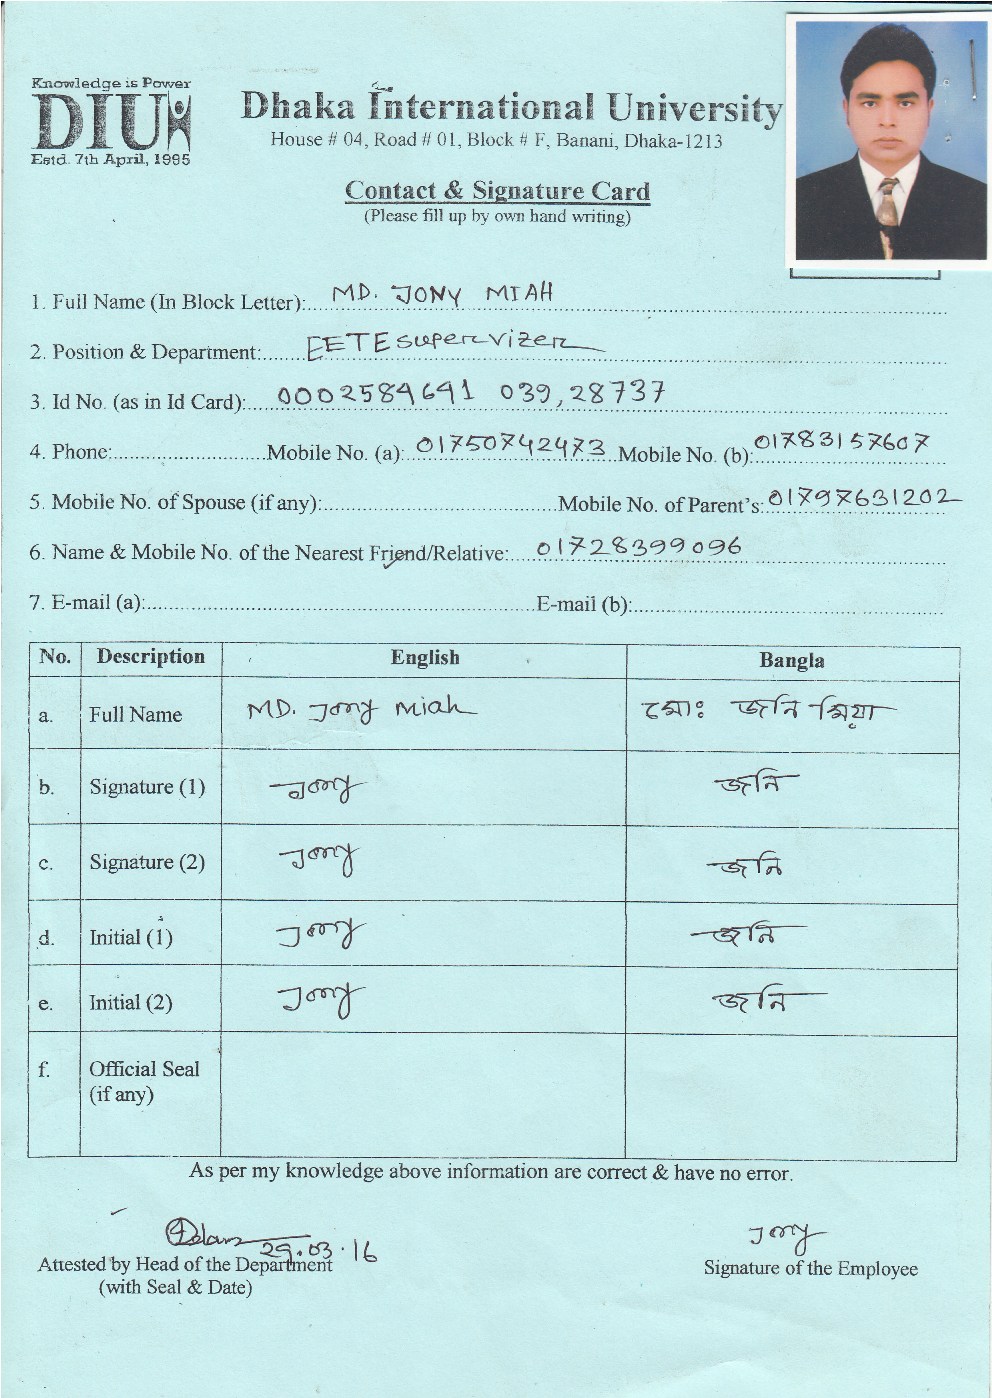 Knowledge is Power
DIU
Estd. 7th April, 1995
Dhaka International University
House # 04, Road # 01, Block # F, Banani, Dhaka-1213
Contact & Signature Card
(Please fill up by own hand writing)
1. Full Name (In Block Letter):...MD. JONY MIAH
2. Position & Department:......EETE supervizer
3. Id No. (as in Id Card):....0002584691 039,28737
4. Phone:........................Mobile No. (a): 01750742473 Mobile No. (b): 01783157607
5. Mobile No. of Spouse (if any):....................................Mobile No. of Parent's: 01797631202
6. Name & Mobile No. of the Nearest Friend/Relative:....01728399096
7. E-mail (a):............................................................E-mail (b):................................................
No. Description English Bangla
a. Full Name MD. Jony Miah মোঃ জনি মিয়া
b. Signature (1) Jony জনি
c. Signature (2) Jony জনি
d. Initial (1) Jony জনি
e. Initial (2) Jony জনি
f. Official Seal
(if any)
As per my knowledge above information are correct & have no error.
29.03.16 Jony
Attested by Head of the Department Signature of the Employee
(with Seal & Date)